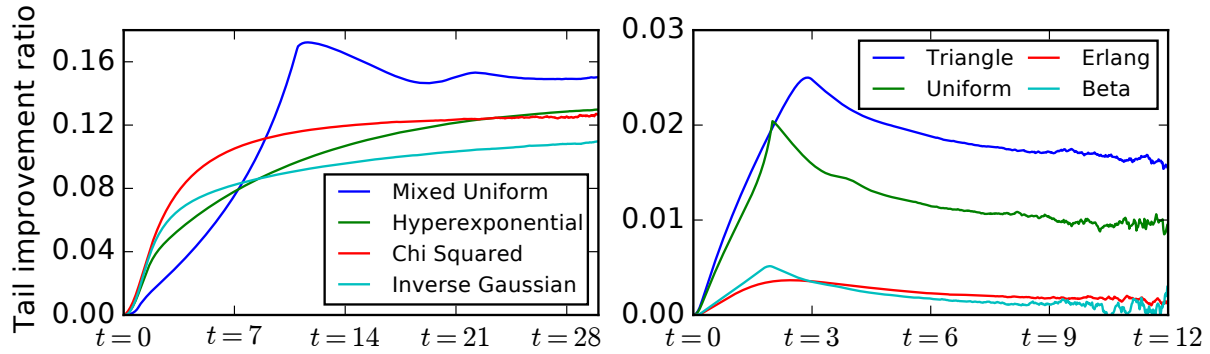 Tail improvement ratio
0.16
0.12
0.08
0.04
0.00
t = 0
t = 7
t = 14
t = 21
t = 28
Mixed Uniform
Hyperexponential
Chi Squared
Inverse Gaussian
0.03
0.02
0.01
0.00
t = 0
t = 3
t = 6
t = 9
t = 12
Triangle
Uniform
Erlang
Beta